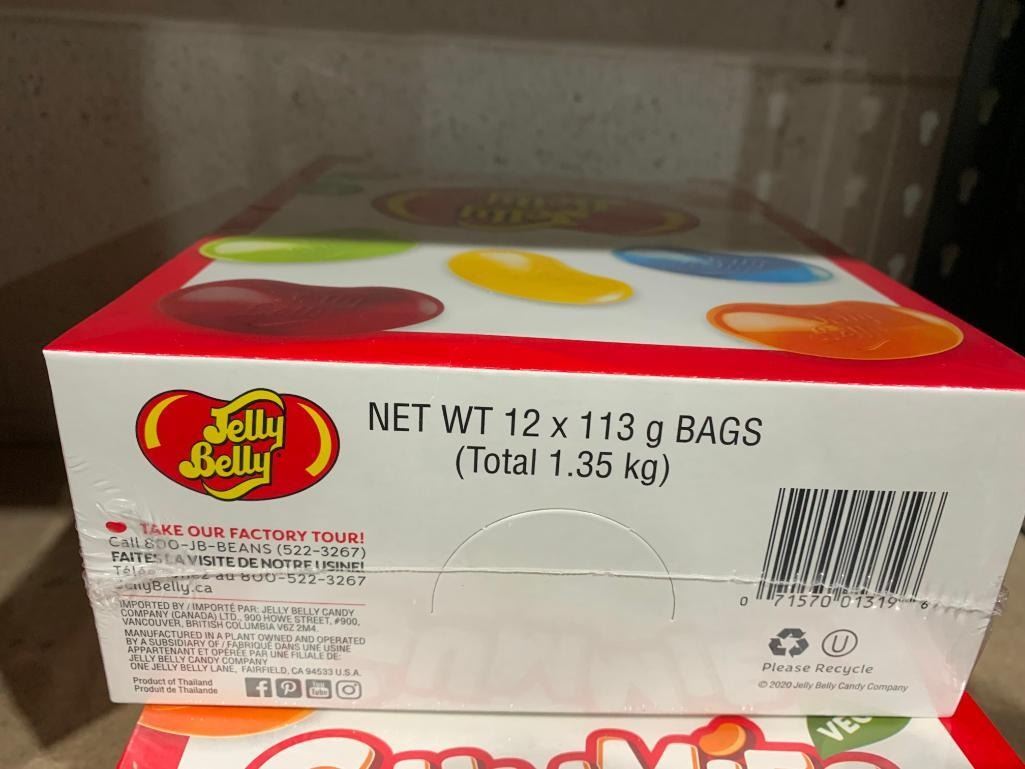 Jelly
Belly
Jelly
Belly
NET WT 12 x 113 g BAGS
(Total 1.35 kg)
TAKE OUR FACTORY TOUR!
Call 800-JB-BEANS (522-3267)
FAITES LA VISITE DE NOTRE USINE!
au 800-522-3267
JellyBelly.ca
IMPORTED BY / IMPORTÉ PAR: JELLY BELLY CANDY
COMPANY (CANADA) LTD., 900 HOWE STREET, #900,
VANCOUVER, BRITISH COLUMBIA V6Z 2M4.
MANUFACTURED IN A PLANT OWNED AND OPERATED
BY A SUBSIDIARY OF / FABRIQUÉ DANS UNE USINE
APPARTENANT ET OPÉRÉE PAR UNE FILIALE DE:
JELLY BELLY CANDY COMPANY
ONE JELLY BELLY LANE, FAIRFIELD, CA 94533 U.S.A.
Product of Thailand
Produit de Thaïlande
You
Tube
0 71570 01319 6
U
Please Recycle
© 2020 Jelly Belly Candy Company